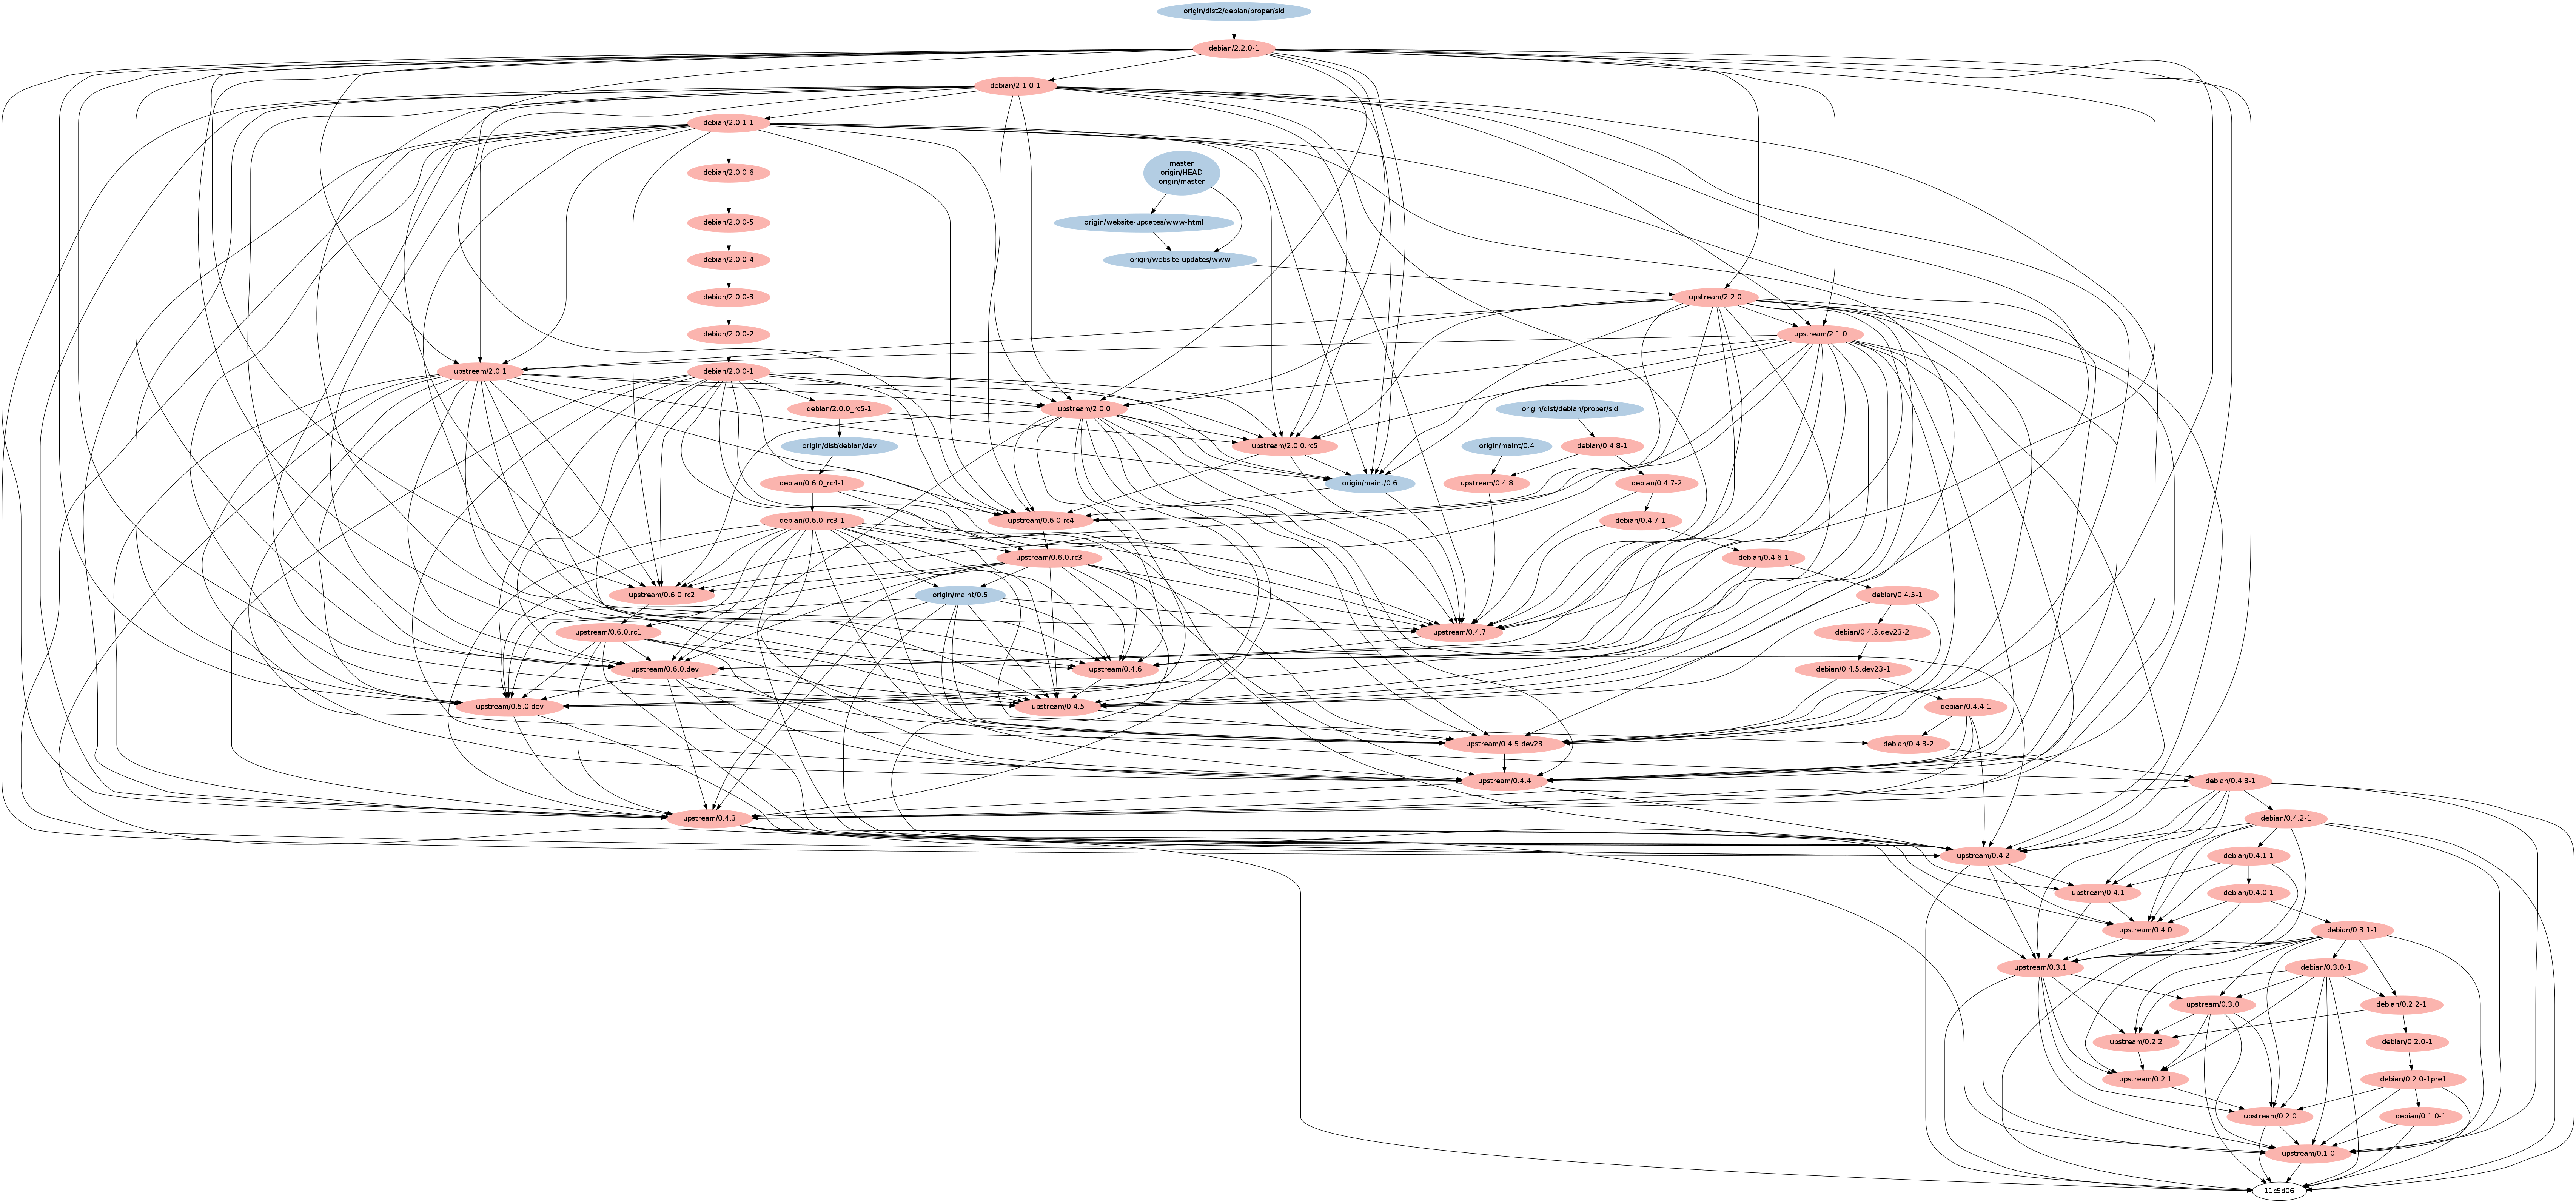 origin/dist2/debian/proper/sid
debian/2.2.0-1
debian/2.1.0-1
debian/2.0.1-1
master
origin/HEAD
origin/master
debian/2.0.0-6
debian/2.0.0-5
origin/website-updates/www-html
debian/2.0.0-4
origin/website-updates/www
debian/2.0.0-3
upstream/2.2.0
debian/2.0.0-2
upstream/2.1.0
upstream/2.0.1
debian/2.0.0-1
debian/2.0.0_rc5-1
upstream/2.0.0
origin/dist/debian/proper/sid
origin/dist/debian/dev
upstream/2.0.0.rc5
origin/maint/0.4
debian/0.4.8-1
debian/0.6.0_rc4-1
origin/maint/0.6
upstream/0.4.8
debian/0.4.7-2
debian/0.6.0_rc3-1
upstream/0.6.0.rc4
debian/0.4.7-1
upstream/0.6.0.rc3
debian/0.4.6-1
upstream/0.6.0.rc2
origin/maint/0.5
debian/0.4.5-1
upstream/0.6.0.rc1
upstream/0.4.7
debian/0.4.5.dev23-2
upstream/0.6.0.dev
upstream/0.4.6
debian/0.4.5.dev23-1
upstream/0.5.0.dev
upstream/0.4.5
debian/0.4.4-1
upstream/0.4.5.dev23
debian/0.4.3-2
upstream/0.4.4
debian/0.4.3-1
upstream/0.4.3
debian/0.4.2-1
upstream/0.4.2
debian/0.4.1-1
upstream/0.4.1
debian/0.4.0-1
upstream/0.4.0
debian/0.3.1-1
upstream/0.3.1
debian/0.3.0-1
upstream/0.3.0
debian/0.2.2-1
upstream/0.2.2
debian/0.2.0-1
upstream/0.2.1
debian/0.2.0-1pre1
upstream/0.2.0
debian/0.1.0-1
upstream/0.1.0
11c5d06